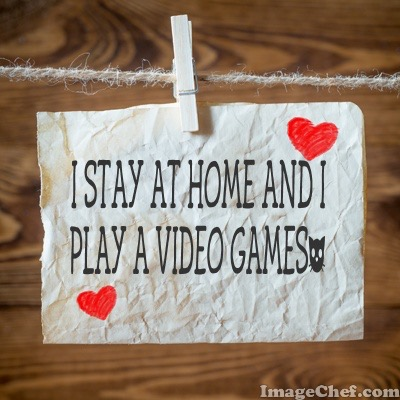 I STAY AT HOME AND I
PLAY A VIDEO GAMES
ImageChef.com